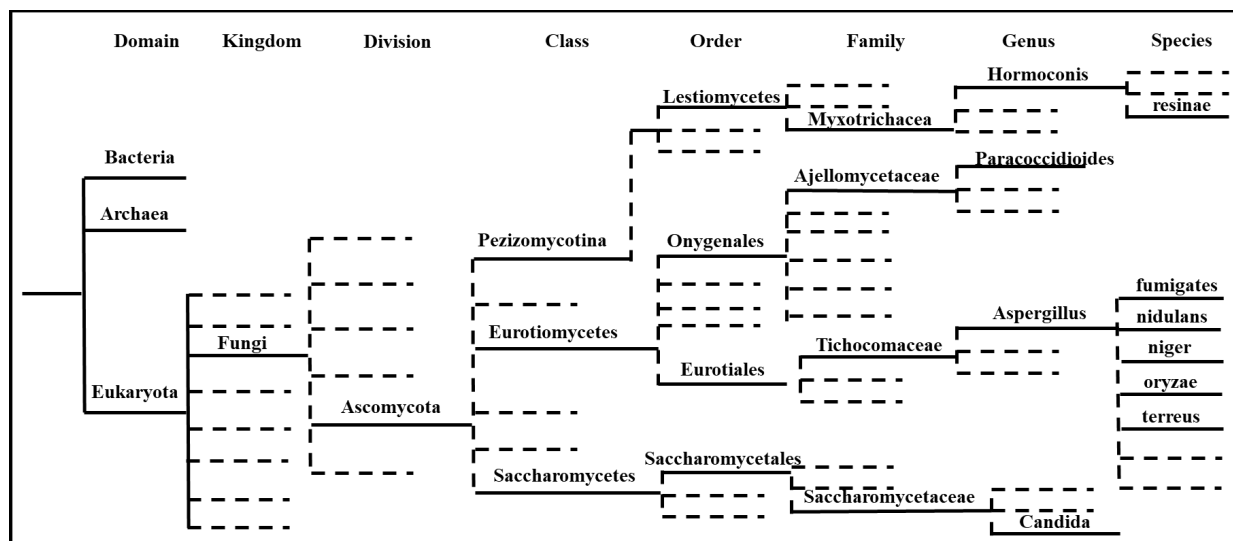 Domain Kingdom Division Class Order Family Genus Species
Hormoconis
Lestiomycetes
resinae
Myxotrichacea
Bacteria
Paracoccidioides
Ajellomycetaceae
Archaea
Pezizomycotina
Onygenales
fumigates
Aspergillus
nidulans
Eurotiomycetes
Fungi
Tichocomaceae
niger
Eurotiales
Eukaryota
oryzae
Ascomycota
terreus
Saccharomycetales
Saccharomycetes
Saccharomycetaceae
Candida